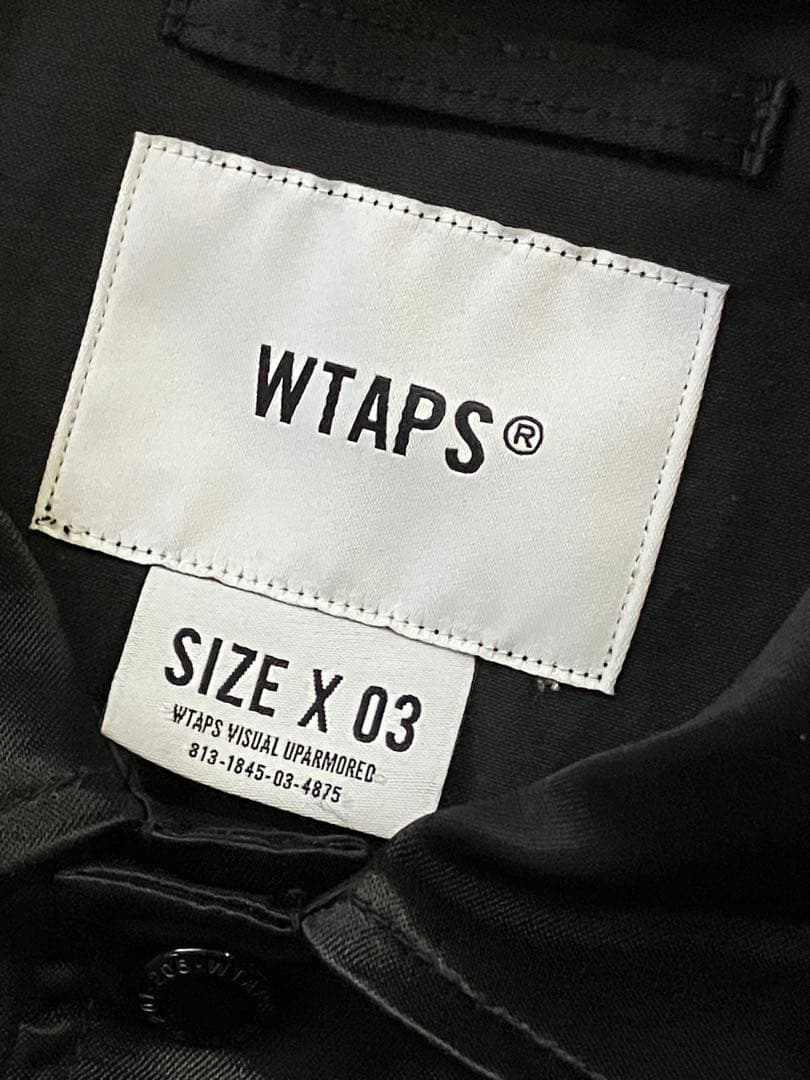 WTAPS®
SIZE X 03
WTAPS VISUAL UPARMORED
813-1845-03-4875